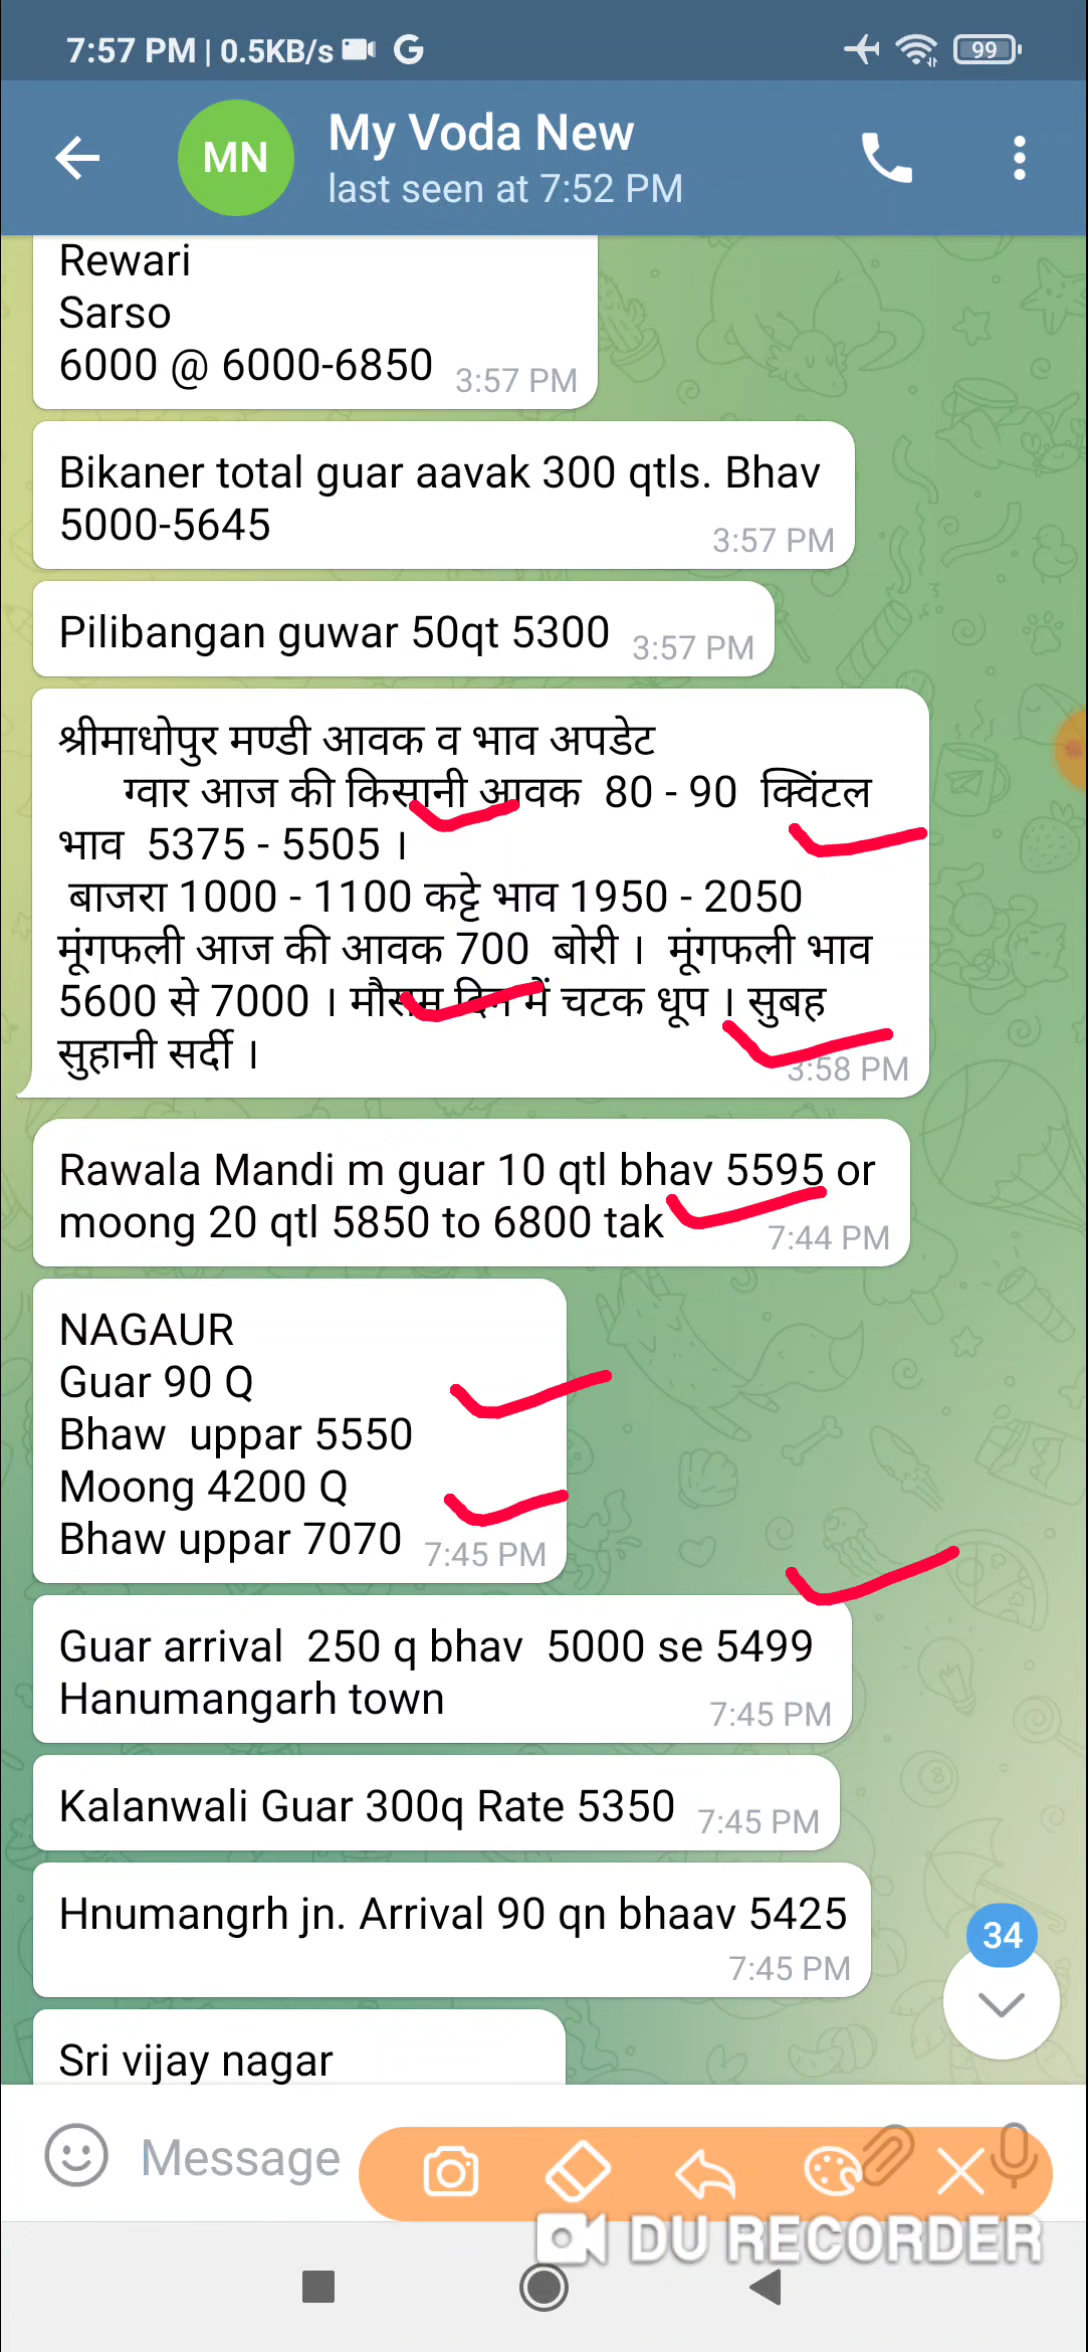 7:57 PM | 0.5KB/s G 99
MN My Voda New
last seen at 7:52 PM
Rewari
Sarso
6000 @ 6000-6850 3:57 PM
Bikaner total guar aavak 300 qtls. Bhav
5000-5645 3:57 PM
Pilibangan guwar 50qt 5300 3:57 PM
श्रीमाधोपुर मण्डी आवक व भाव अपडेट
ग्वार आज की किसानी आवक 80 - 90 क्विंटल
भाव 5375 - 5505 ।
बाजरा 1000 - 1100 कट्टे भाव 1950 - 2050
मूंगफली आज की आवक 700 बोरी । मूंगफली भाव
5600 से 7000 । मौसम दिन में चटक धूप । सुबह
सुहानी सर्दी ।
3:58 PM
Rawala Mandi m guar 10 qtl bhav 5595 or
moong 20 qtl 5850 to 6800 tak 7:44 PM
NAGAUR
Guar 90 Q
Bhaw uppar 5550
Moong 4200 Q
Bhaw uppar 7070 7:45 PM
Guar arrival 250 q bhav 5000 se 5499
Hanumangarh town 7:45 PM
Kalanwali Guar 300q Rate 5350 7:45 PM
Hnumangrh jn. Arrival 90 qn bhaav 5425
7:45 PM
34
Sri vijay nagar
Message
DU RECORDER